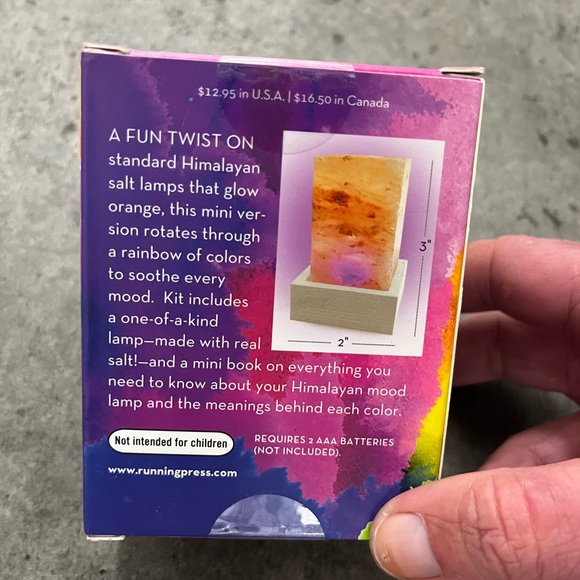 $12.95 in U.S.A. | $16.50 in Canada
A FUN TWIST ON
standard Himalayan
salt lamps that glow
orange, this mini ver-
sion rotates through
a rainbow of colors
to soothe every
mood. Kit includes
a one-of-a-kind
lamp—made with real
salt!—and a mini book on everything you
need to know about your Himalayan mood
lamp and the meanings behind each color.
3"
2"
Not intended for children
REQUIRES 2 AAA BATTERIES
(NOT INCLUDED).
www.runningpress.com